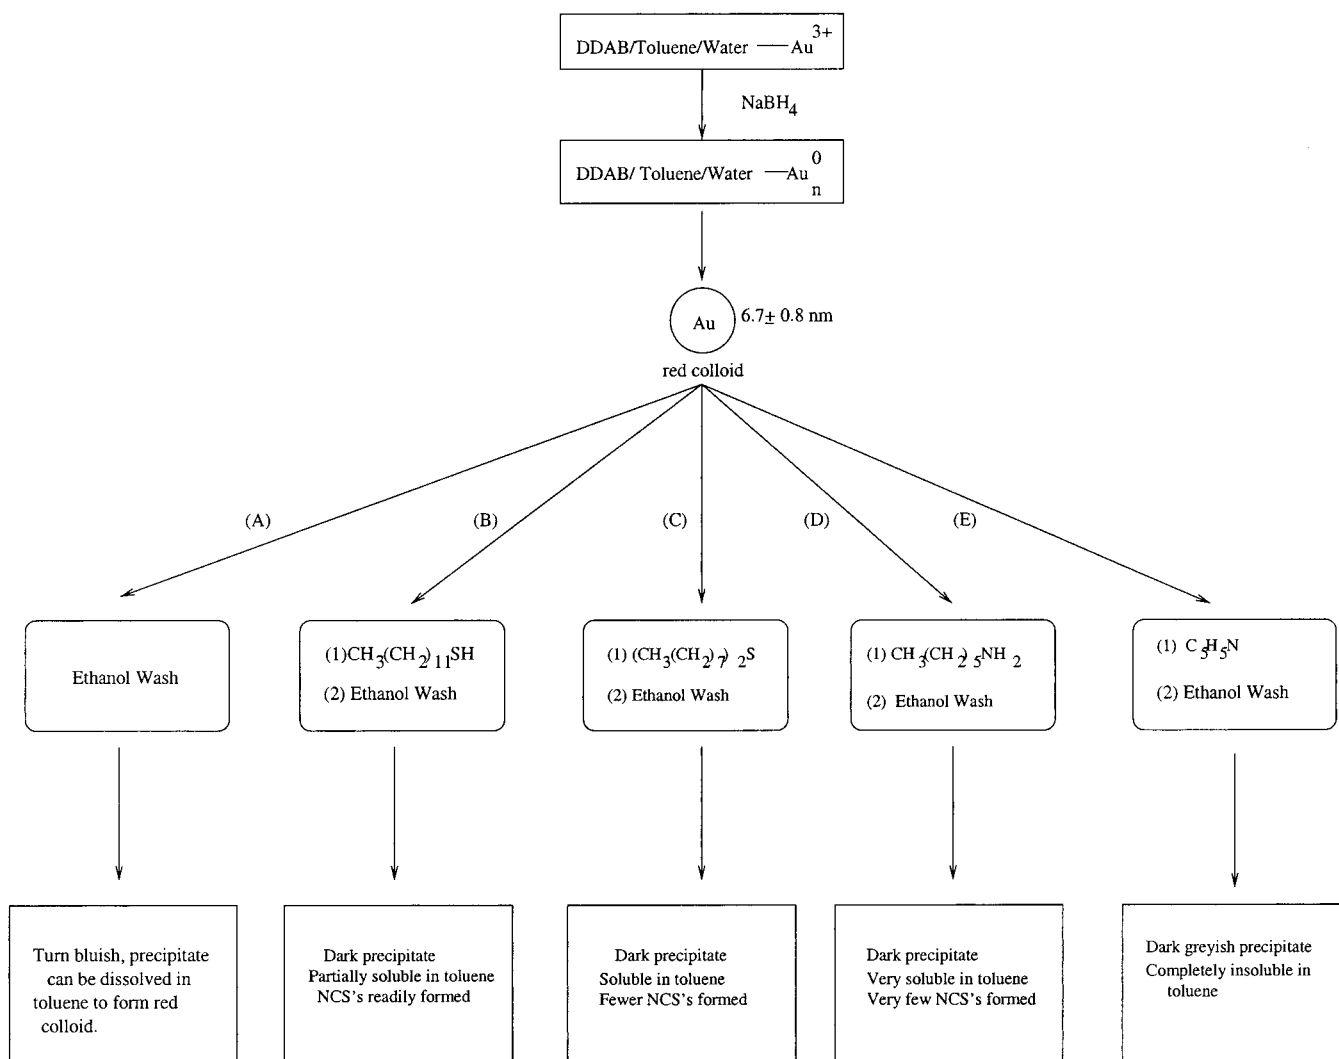 DDAB/Toluene/Water — Au 3+
NaBH4
DDAB/ Toluene/Water — Au 0 n
Au
6.7± 0.8 nm
red colloid
(A)
(B)
(C)
(D)
(E)
Ethanol Wash
(1)CH3(CH2)11SH
(2) Ethanol Wash
(1) (CH3(CH2)7)2S
(2) Ethanol Wash
(1) CH3(CH2)5NH2
(2) Ethanol Wash
(1) C5H5N
(2) Ethanol Wash
Turn bluish, precipitate
can be dissolved in
toluene to form red
colloid.
Dark precipitate
Partially soluble in toluene
NCS's readily formed
Dark precipitate
Soluble in toluene
Fewer NCS's formed
Dark precipitate
Very soluble in toluene
Very few NCS's formed
Dark greyish precipitate
Completely insoluble in
toluene